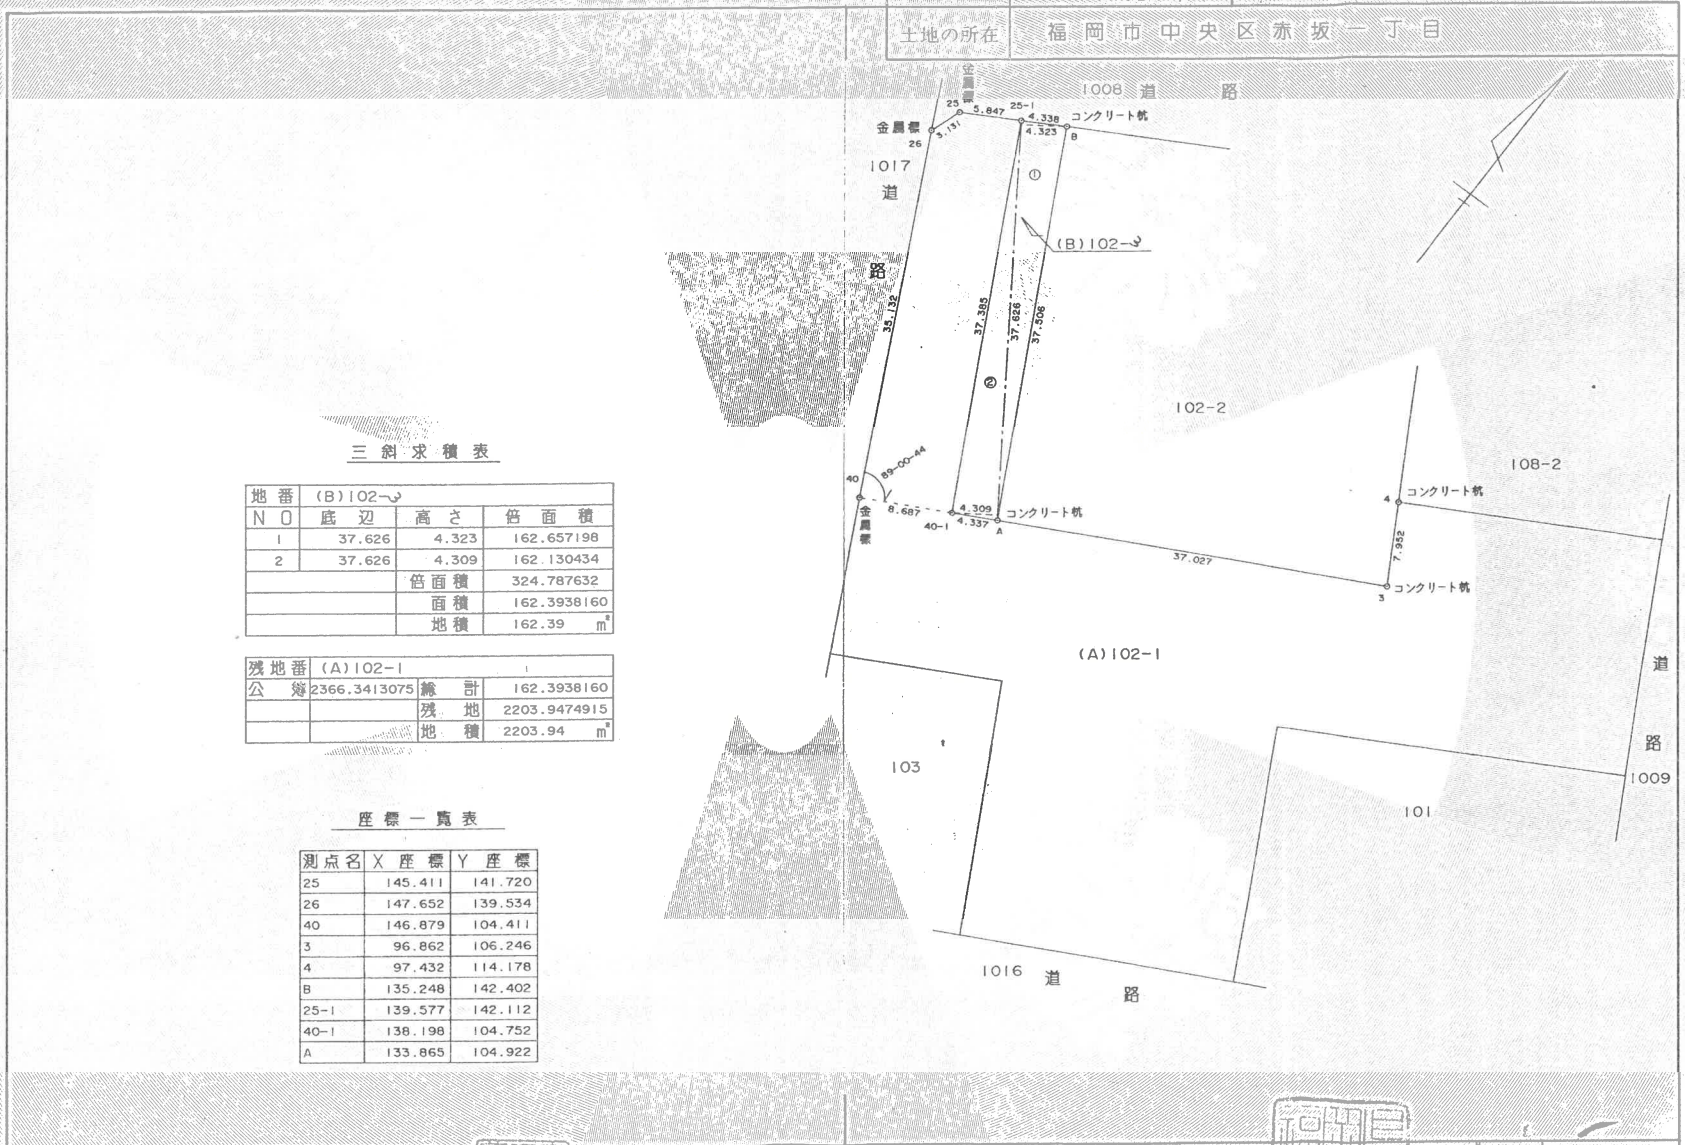 土地の所在 福岡市中央区赤坂一丁目
1008 道 路
金属標
25 5.847 25-1 4.338 コンクリート杭
金属標 3.131 4.323 B
26
1017
道
路
①
(B)102-3
35.132
37.385
37.626
37.506
②
102-2
108-2
40 89-00-44
金属標
8.687 4.309 コンクリート杭
40-1 4.337 A
4 コンクリート杭
7.952
37.027
3 コンクリート杭
(A)102-1
道
路
1009
103
101
1016 道 路
三斜求積表
地番 (B)102-3
NO 底辺 高さ 倍面積
1 37.626 4.323 162.657198
2 37.626 4.309 162.130434
倍面積 324.787632
面積 162.3938160
地積 162.39 ㎡
残地番 (A)102-1
公簿 2366.3413075 総計 162.3938160
残地 2203.9474915
地積 2203.94 ㎡
座標一覧表
測点名 X座標 Y座標
25 145.411 141.720
26 147.652 139.534
40 146.879 104.411
3 96.862 106.246
4 97.432 114.178
B 135.248 142.402
25-1 139.577 142.112
40-1 138.198 104.752
A 133.865 104.922